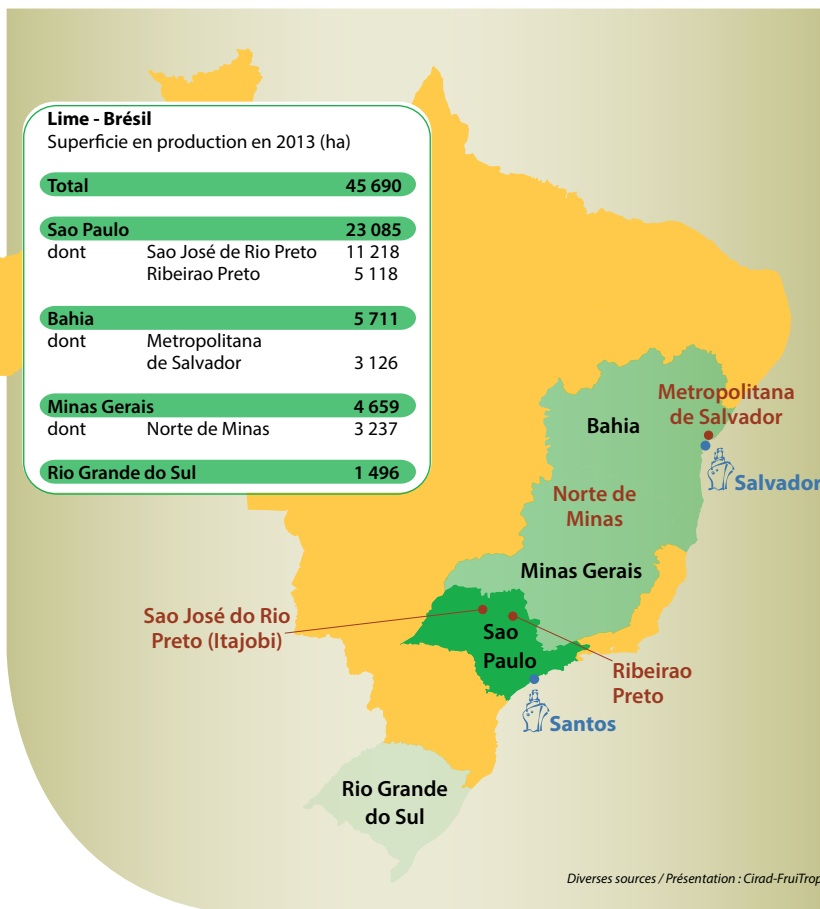 Lime - Brésil
Superficie en production en 2013 (ha)
Total 45 690
Sao Paulo 23 085
dont Sao José de Rio Preto 11 218
Ribeirao Preto 5 118
Bahia 5 711
dont Metropolitana
de Salvador 3 126
Minas Gerais 4 659
dont Norte de Minas 3 237
Rio Grande do Sul 1 496
Metropolitana
de Salvador
Bahia
Salvador
Norte de
Minas
Minas Gerais
Sao José do Rio
Preto (Itajobi)
Sao
Paulo
Ribeirao
Preto
Santos
Rio Grande
do Sul
Diverses sources / Présentation : Cirad-FruiTrop